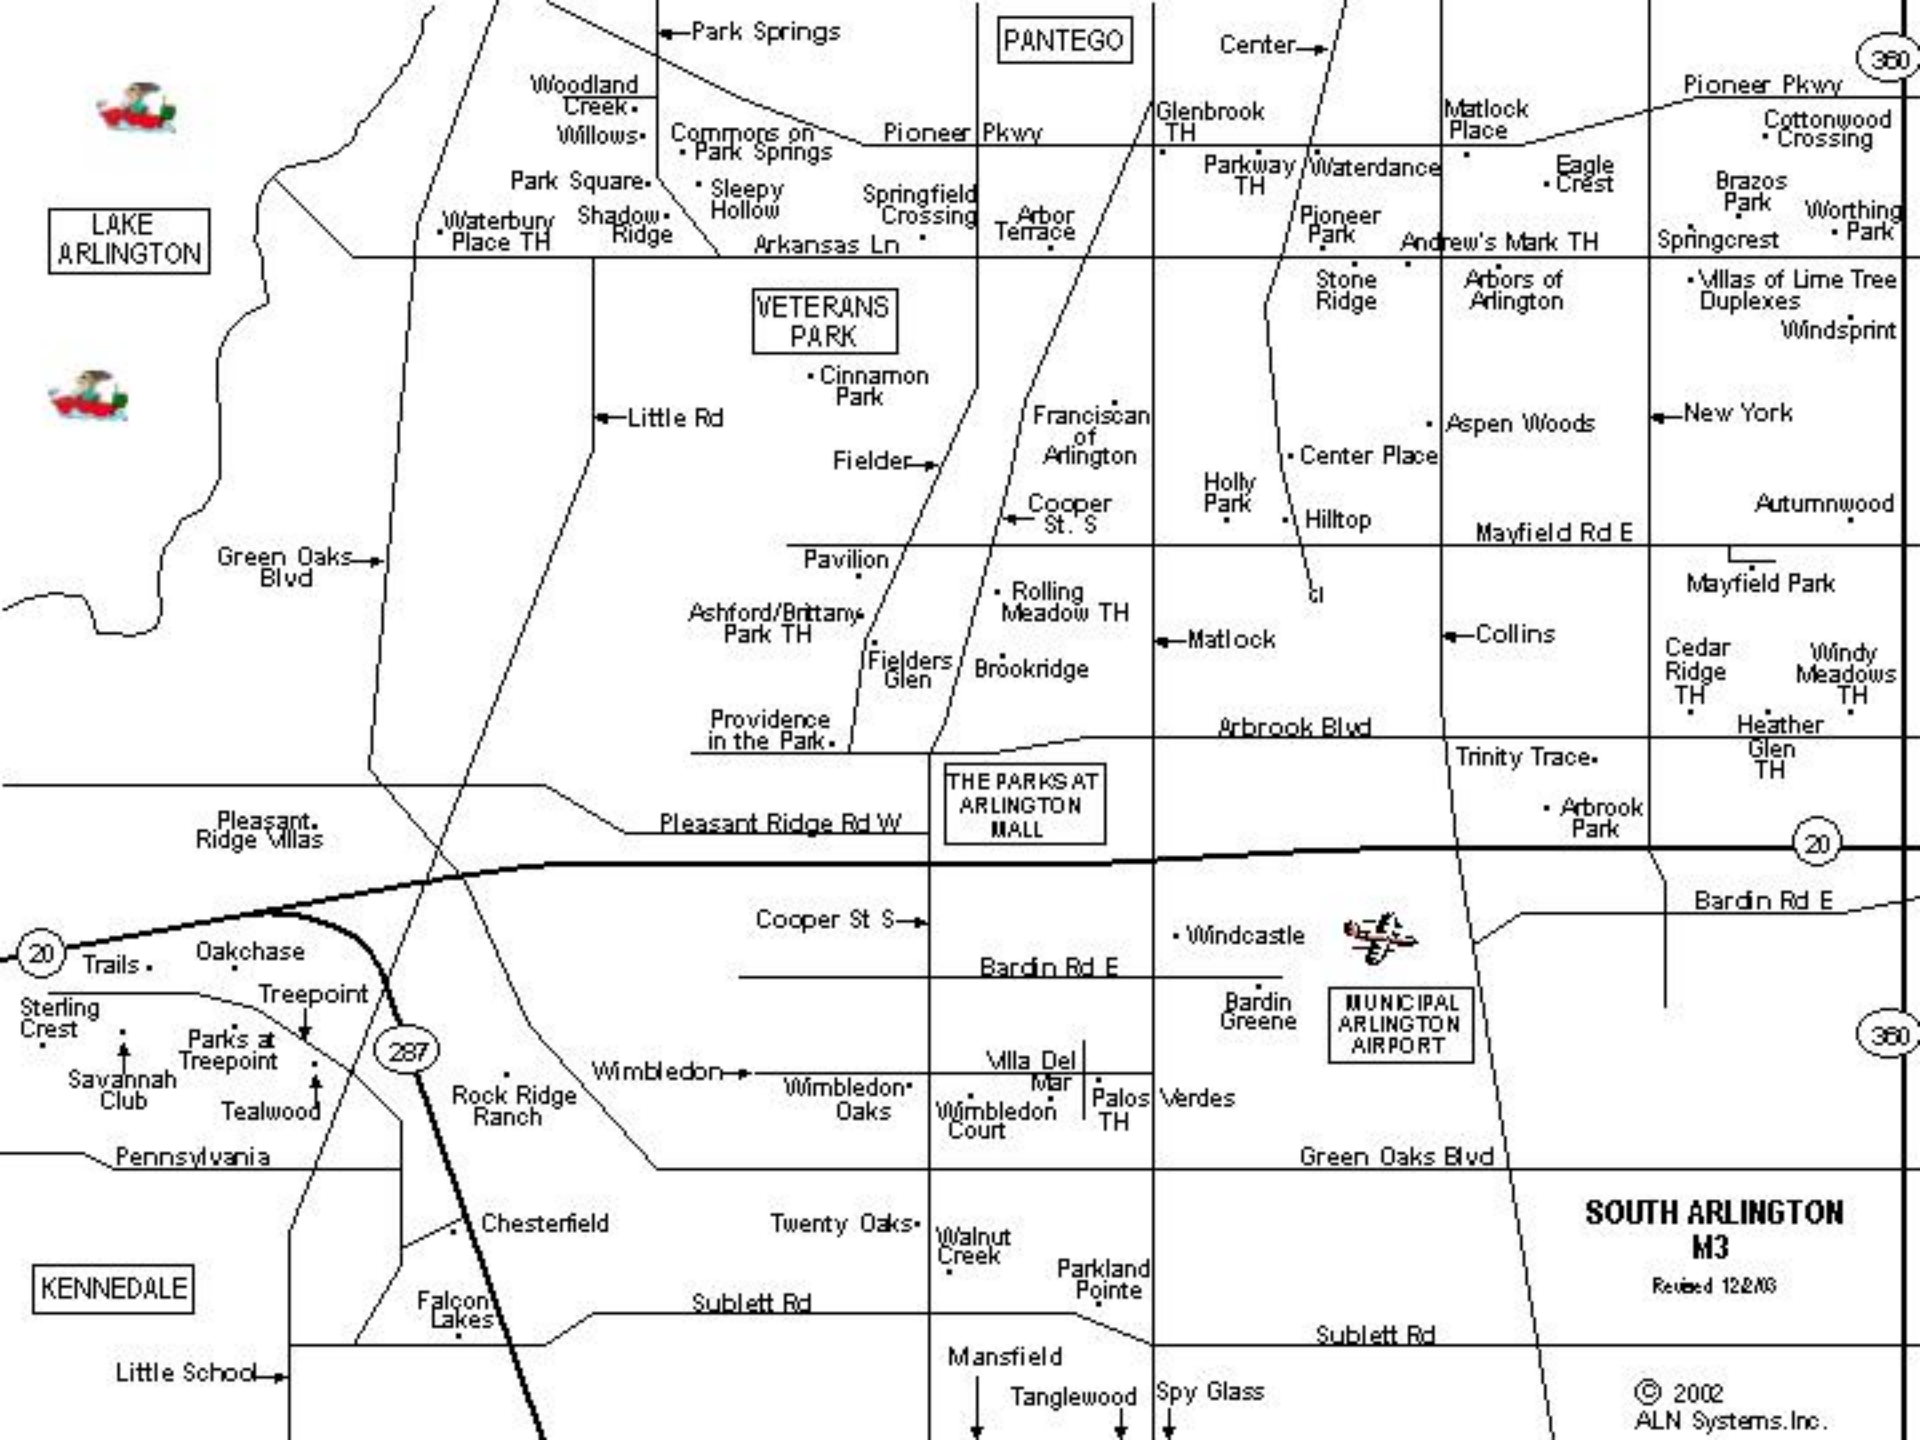 Park Springs
PANTEGO
Center
360
Woodland
Creek
Willows
Commons on
Park Springs
Pioneer Pkwy
Glenbrook
TH
Matlock
Place
Pioneer Pkwy
Cottonwood
Crossing
Park Square
Sleepy
Hollow
Springfield
Crossing
Parkway
TH
Waterdance
Eagle
Crest
Brazos
Park
Worthing
Park
LAKE
ARLINGTON
Waterbury
Place TH
Shadow
Ridge
Arkansas Ln
Arbor
Terrace
Pioneer
Park
Andrew's Mark TH
Springcrest
Stone
Ridge
Arbors of
Arlington
Villas of Lime Tree
Duplexes
Windsprint
VETERANS
PARK
Cinnamon
Park
Little Rd
Fielder
Franciscan
of
Arlington
Aspen Woods
New York
Center Place
Holly
Park
Hilltop
Cooper
St. S
Autumnwood
Mayfield Rd E
Green Oaks
Blvd
Pavilion
Rolling
Meadow TH
Mayfield Park
Ashford/Brittany
Park TH
Fielders
Glen
Brookridge
Matlock
Collins
Cedar
Ridge
TH
Windy
Meadows
TH
Providence
in the Park
Arbrook Blvd
Heather
Glen
TH
Trinity Trace
THE PARKS AT
ARLINGTON
MALL
Arbrook
Park
Pleasant
Ridge Villas
Pleasant Ridge Rd W
20
Bardin Rd E
Cooper St S
Windcastle
20
Trails
Oakchase
Bardin Rd E
Treepoint
Sterling
Crest
Bardin
Greene
MUNICIPAL
ARLINGTON
AIRPORT
360
Parks at
Treepoint
287
Savannah
Club
Tealwood
Rock Ridge
Ranch
Wimbledon
Villa Del
Mar
Wimbledon
Oaks
Wimbledon
Court
Palos Verdes
TH
Pennsylvania
Green Oaks Blvd
Chesterfield
Twenty Oaks
Walnut
Creek
SOUTH ARLINGTON
M3
Revised 12/2/03
KENNEDALE
Falcon
Lakes
Sublett Rd
Parkland
Pointe
Sublett Rd
Little School
Mansfield
Tanglewood
Spy Glass
© 2002
ALN Systems.Inc.